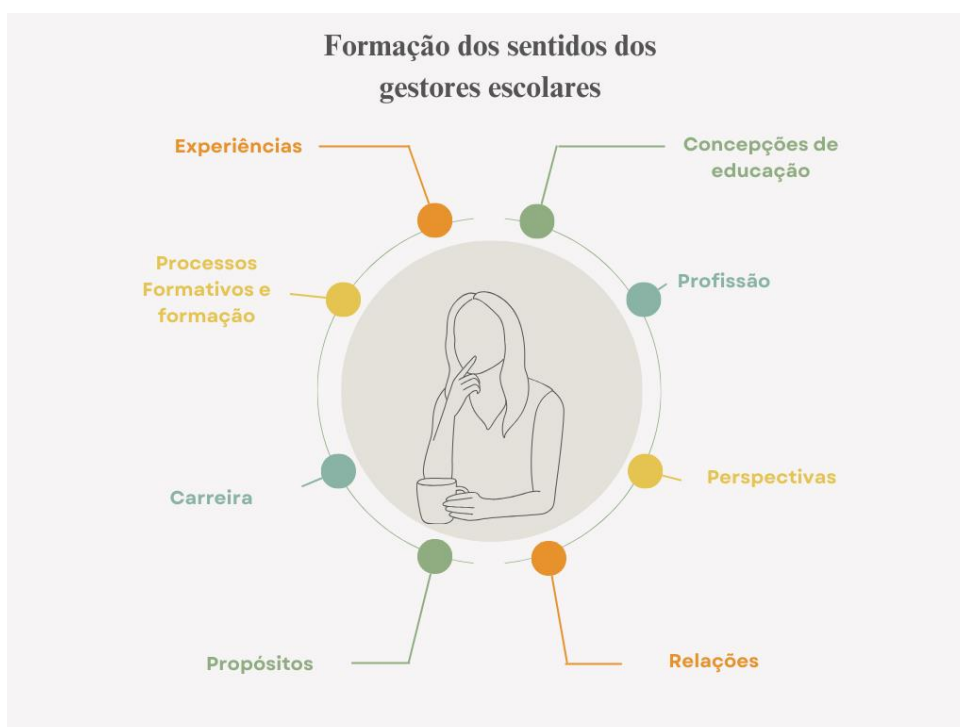 Formação dos sentidos dos
gestores escolares
Experiências
Concepções de
educação
Processos
Formativos e
formação
Profissão
Carreira
Perspectivas
Propósitos
Relações